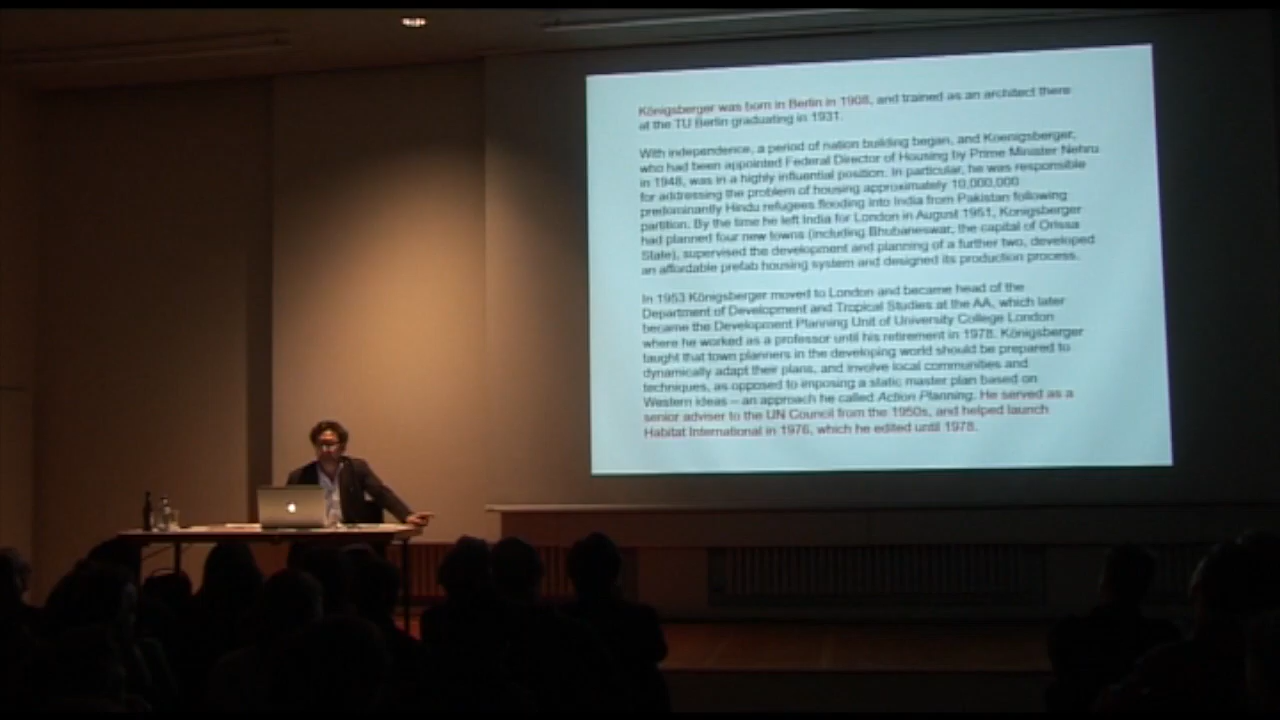 Königsberger was born in Berlin in 1908, and trained as an architect there
at the TU Berlin graduating in 1931.
With independence, a period of nation building began, and Koenigsberger,
who had been appointed Federal Director of Housing by Prime Minister Nehru
in 1948, was in a highly influential position. In particular, he was responsible
for addressing the problem of housing approximately 10,000,000
predominantly Hindu refugees flooding into India from Pakistan following
partition. By the time he left India for London in August 1951, Königsberger
had planned four new towns (including Bhubaneswar, the capital of Orissa
State), supervised the development and planning of a further two, developed
an affordable prefab housing system and designed its production process.
In 1953 Königsberger moved to London and became head of the
Department of Development and Tropical Studies at the AA, which later
became the Development Planning Unit of University College London
where he worked as a professor until his retirement in 1978. Königsberger
taught that town planners in the developing world should be prepared to
dynamically adapt their plans, and involve local communities and
techniques, as opposed to imposing a static master plan based on
Western ideas – an approach he called Action Planning. He served as a
senior adviser to the UN Council from the 1950s, and helped launch
Habitat International in 1976, which he edited until 1978.